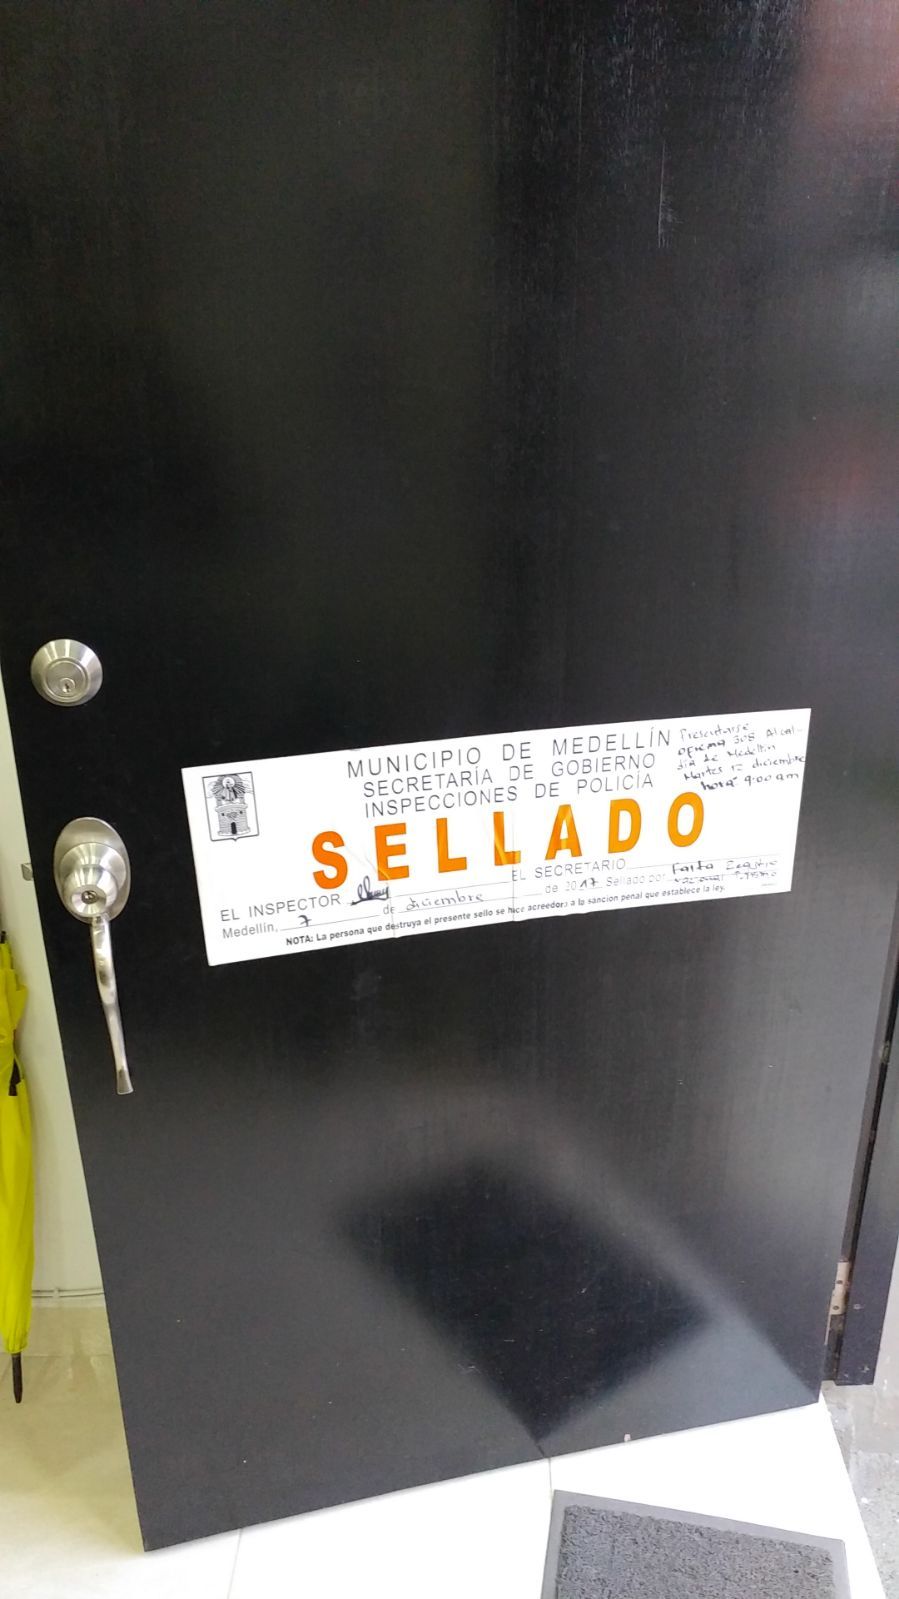 MUNICIPIO DE MEDELLÍN
SECRETARÍA DE GOBIERNO
INSPECCIONES DE POLICÍA
Presentarse
oficina 308 Alcal-
día de Medellín
Martes 12 diciembre
hora 9:00 am
SELLADO
EL INSPECTOR EL SECRETARIO
Medellín, 7 de diciembre de 2017 Sellado por Falta Registro
Nacional Turismo
NOTA: La persona que destruya el presente sello se hace acreedora a la sancion penal que establece la ley.